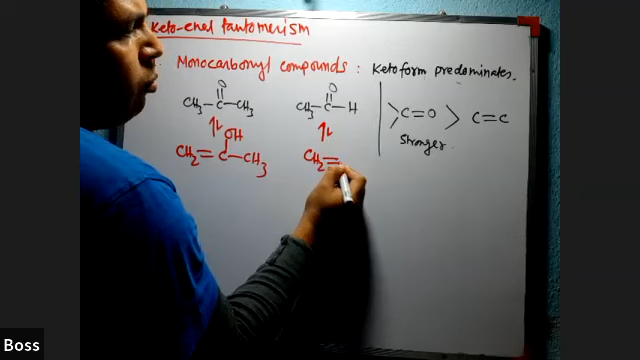 Keto-enol tautomerism
Monocarbonyl compounds : Keto form predominates.
O
CH3-C-CH3
OH
CH2=C-CH3
O
CH3-C-H
CH2=
>C=O > C=C
Stronger
Boss